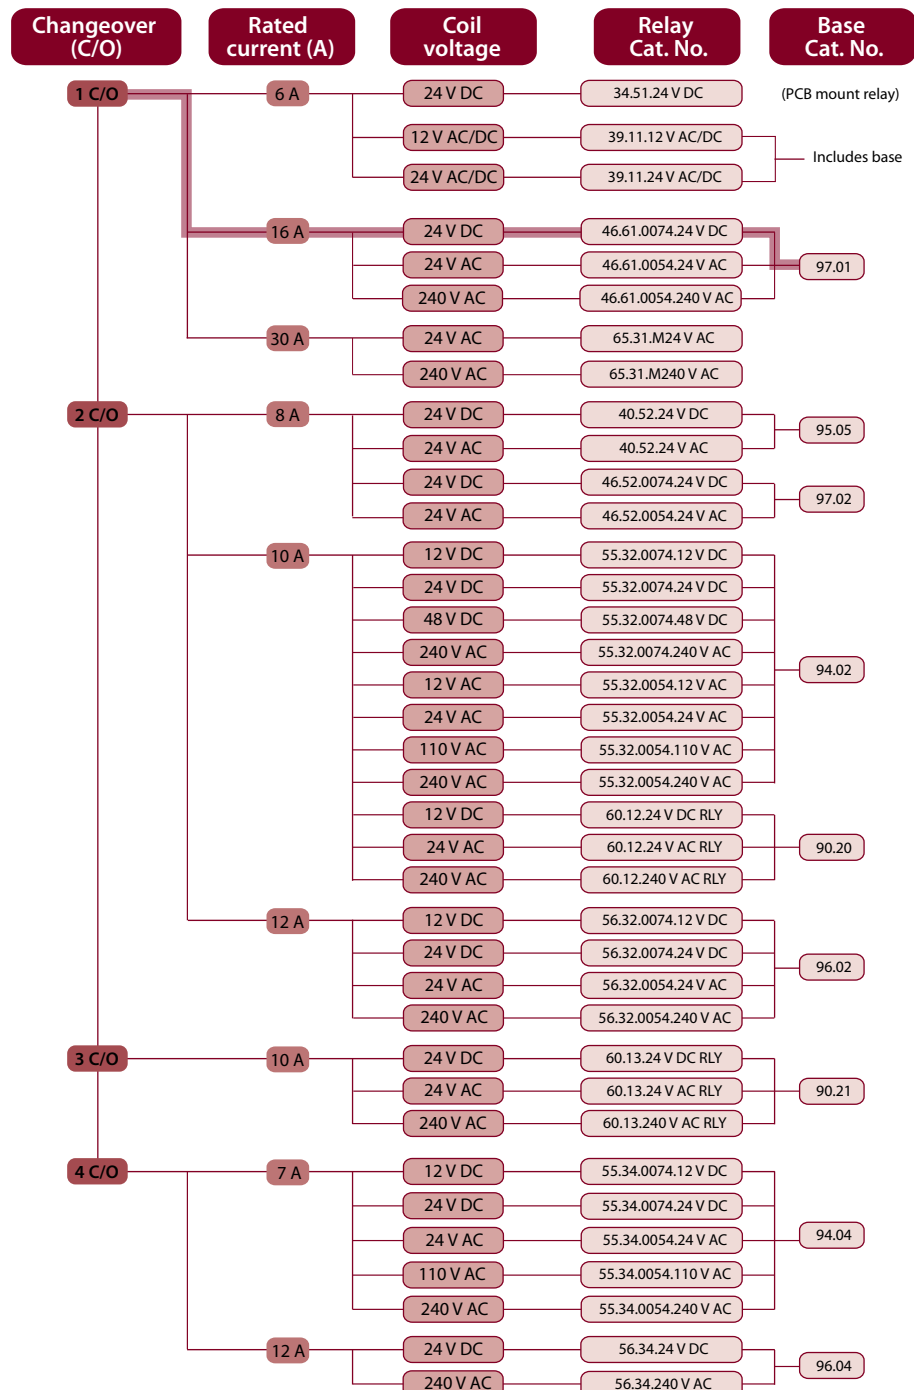 Changeover
(C/O)
Rated
current (A)
Coil
voltage
Relay
Cat. No.
Base
Cat. No.
1 C/O
6 A
24 V DC
34.51.24 V DC
(PCB mount relay)
12 V AC/DC
39.11.12 V AC/DC
Includes base
24 V AC/DC
39.11.24 V AC/DC
16 A
24 V DC
46.61.0074.24 V DC
24 V AC
46.61.0054.24 V AC
97.01
240 V AC
46.61.0054.240 V AC
30 A
24 V AC
65.31.M24 V AC
240 V AC
65.31.M240 V AC
2 C/O
8 A
24 V DC
40.52.24 V DC
95.05
24 V AC
40.52.24 V AC
24 V DC
46.52.0074.24 V DC
97.02
24 V AC
46.52.0054.24 V AC
10 A
12 V DC
55.32.0074.12 V DC
24 V DC
55.32.0074.24 V DC
48 V DC
55.32.0074.48 V DC
240 V AC
55.32.0074.240 V AC
94.02
12 V AC
55.32.0054.12 V AC
24 V AC
55.32.0054.24 V AC
110 V AC
55.32.0054.110 V AC
240 V AC
55.32.0054.240 V AC
12 V DC
60.12.24 V DC RLY
24 V AC
60.12.24 V AC RLY
90.20
240 V AC
60.12.240 V AC RLY
12 A
12 V DC
56.32.0074.12 V DC
24 V DC
56.32.0074.24 V DC
96.02
24 V AC
56.32.0054.24 V AC
240 V AC
56.32.0054.240 V AC
3 C/O
10 A
24 V DC
60.13.24 V DC RLY
24 V AC
60.13.24 V AC RLY
90.21
240 V AC
60.13.240 V AC RLY
4 C/O
7 A
12 V DC
55.34.0074.12 V DC
24 V DC
55.34.0074.24 V DC
24 V AC
55.34.0054.24 V AC
94.04
110 V AC
55.34.0054.110 V AC
240 V AC
55.34.0054.240 V AC
12 A
24 V DC
56.34.24 V DC
96.04
240 V AC
56.34.240 V AC